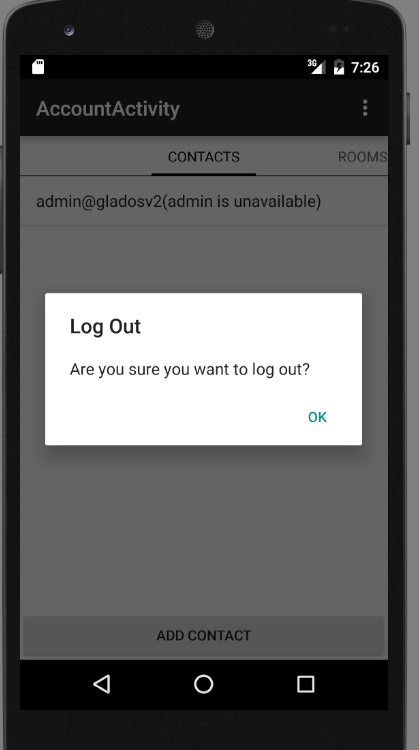 3G 7:26
AccountActivity
CONTACTS ROOMS
admin@gladosv2(admin is unavailable)
Log Out
Are you sure you want to log out?
OK
ADD CONTACT